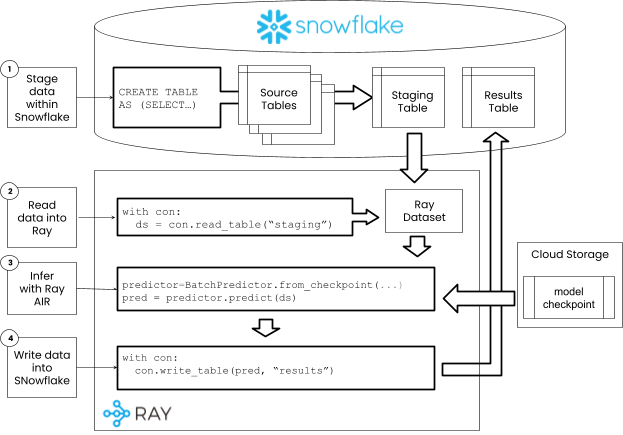 snowflake
1
Stage
data
within
Snowflake
CREATE TABLE
AS (SELECT…)
Source
Tables
Staging
Table
Results
Table
2
Read
data into
Ray
with con:
ds = con.read_table(“staging”)
Ray
Dataset
3
Infer
with Ray
AIR
predictor=BatchPredictor.from_checkpoint(...)
pred = predictor.predict(ds)
Cloud Storage
model
checkpoint
4
Write data
into
SNowflake
with con:
con.write_table(pred, “results”)
RAY